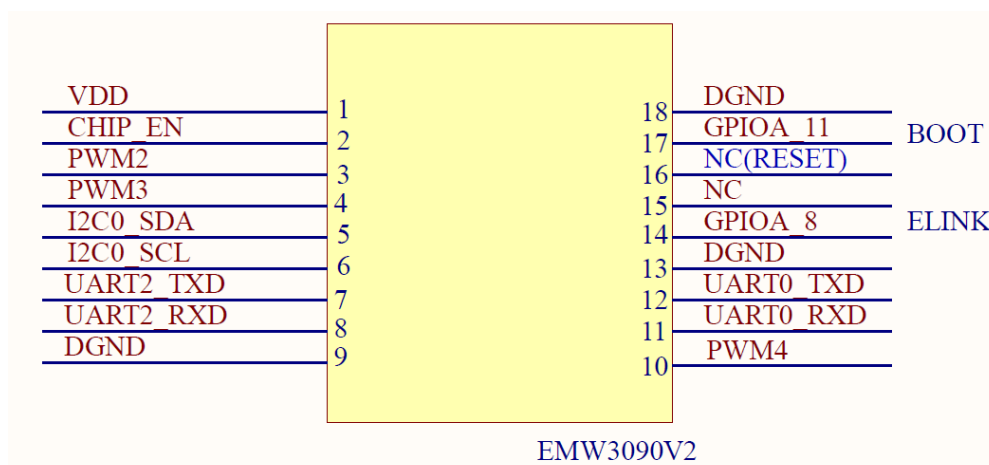 VDD 1
CHIP_EN 2
PWM2 3
PWM3 4
I2C0_SDA 5
I2C0_SCL 6
UART2_TXD 7
UART2_RXD 8
DGND 9
18 DGND
17 GPIOA_11 BOOT
16 NC(RESET)
15 NC
14 GPIOA_8 ELINK
13 DGND
12 UART0_TXD
11 UART0_RXD
10 PWM4
EMW3090V2